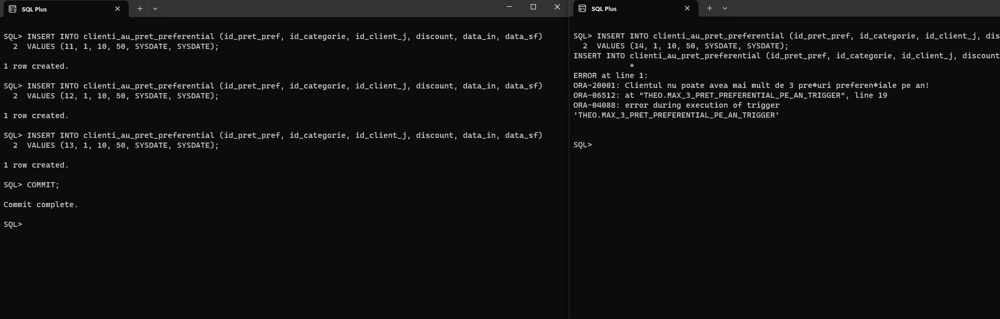 SQL Plus
SQL> INSERT INTO clienti_au_pret_preferential (id_pret_pref, id_categorie, id_client_j, discount, data_in, data_sf)
  2  VALUES (11, 1, 10, 50, SYSDATE, SYSDATE);
1 row created.
SQL> INSERT INTO clienti_au_pret_preferential (id_pret_pref, id_categorie, id_client_j, discount, data_in, data_sf)
  2  VALUES (12, 1, 10, 50, SYSDATE, SYSDATE);
1 row created.
SQL> INSERT INTO clienti_au_pret_preferential (id_pret_pref, id_categorie, id_client_j, discount, data_in, data_sf)
  2  VALUES (13, 1, 10, 50, SYSDATE, SYSDATE);
1 row created.
SQL> COMMIT;
Commit complete.
SQL>
SQL Plus
SQL> INSERT INTO clienti_au_pret_preferential (id_pret_pref, id_categorie, id_client_j, dis
  2  VALUES (14, 1, 10, 50, SYSDATE, SYSDATE);
INSERT INTO clienti_au_pret_preferential (id_pret_pref, id_categorie, id_client_j, discount
            *
ERROR at line 1:
ORA-20001: Clientul nu poate avea mai mult de 3 pre�uri preferen�iale pe an!
ORA-06512: at "THEO.MAX_3_PRET_PREFERENTIAL_PE_AN_TRIGGER", line 19
ORA-04088: error during execution of trigger
'THEO.MAX_3_PRET_PREFERENTIAL_PE_AN_TRIGGER'
SQL>